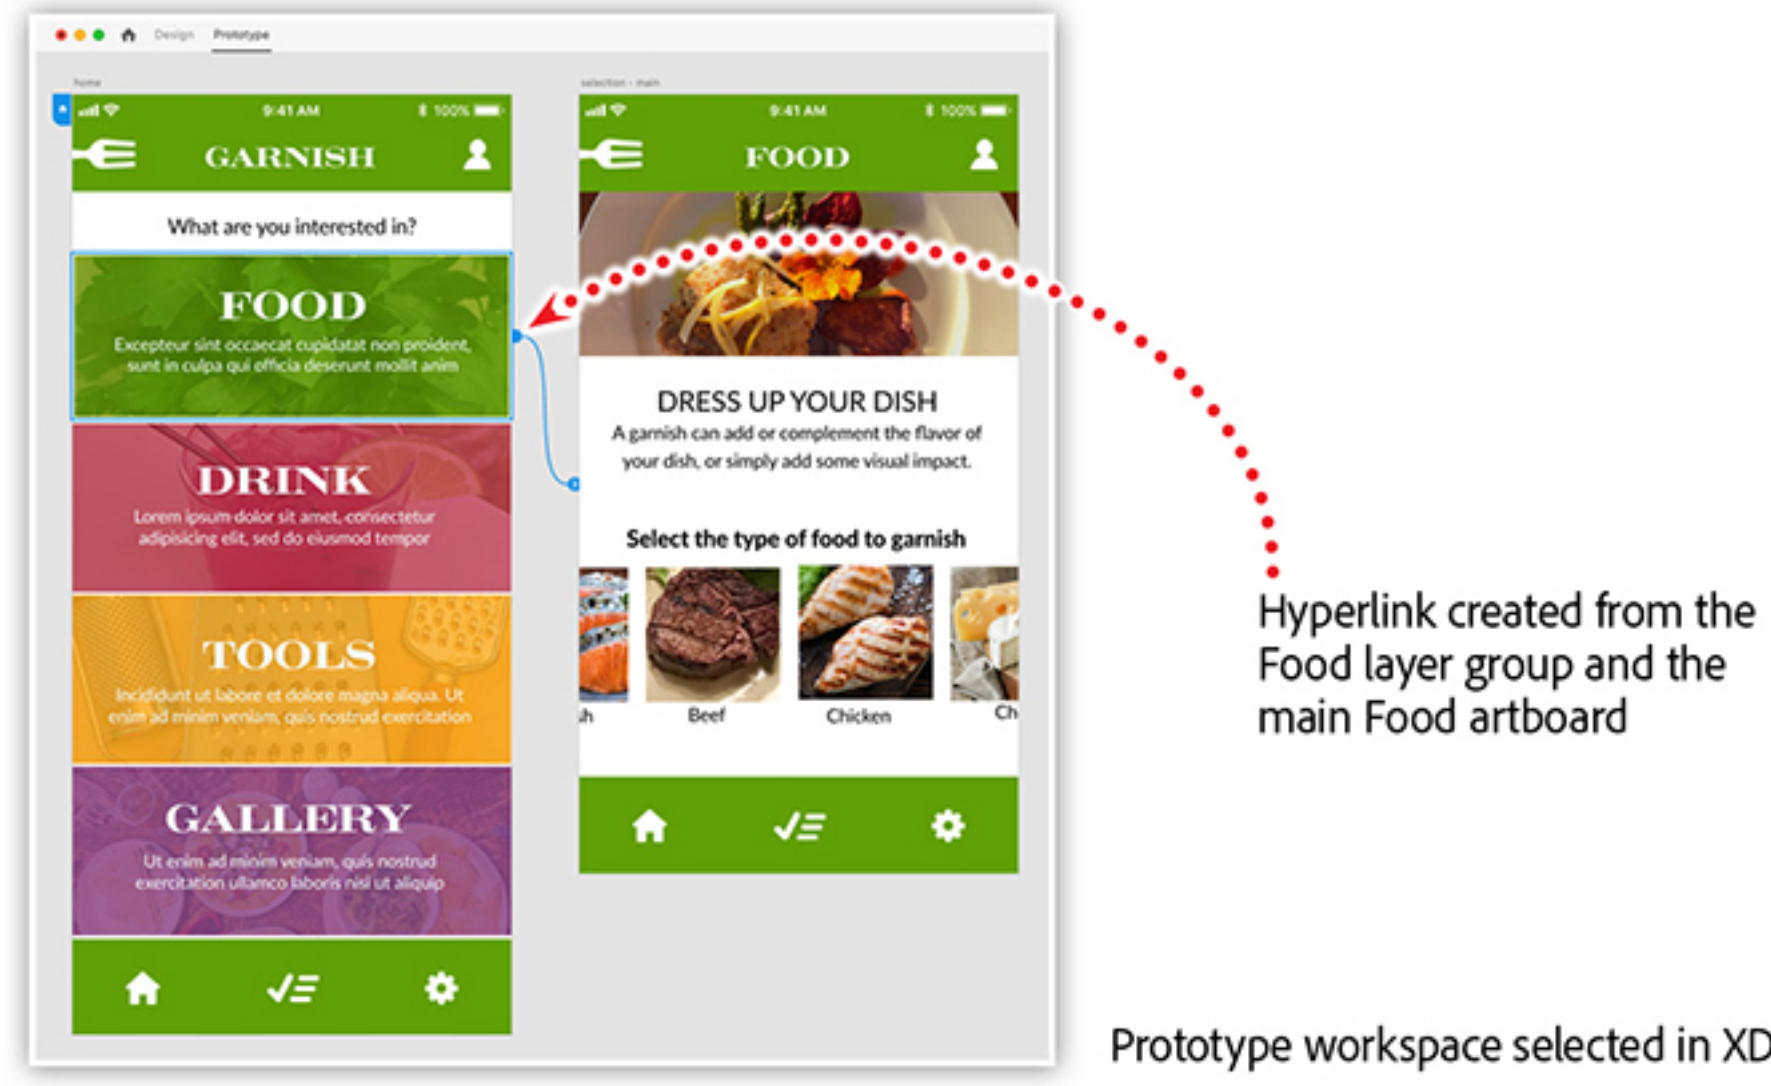 Design Prototype
home
9:41 AM 100%
GARNISH
What are you interested in?
FOOD
Excepteur sint occaecat cupidatat non proident,
sunt in culpa qui officia deserunt mollit anim
DRINK
Lorem ipsum dolor sit amet, consectetur
adipisicing elit, sed do eiusmod tempor
TOOLS
Incididunt ut labore et dolore magna aliqua. Ut
enim ad minim veniam, quis nostrud exercitation
GALLERY
Ut enim ad minim veniam, quis nostrud
exercitation ullamco laboris nisi ut aliquip
selection - main
9:41 AM 100%
FOOD
DRESS UP YOUR DISH
A garnish can add or complement the flavor of
your dish, or simply add some visual impact.
Select the type of food to garnish
sh Beef Chicken Ch
Hyperlink created from the
Food layer group and the
main Food artboard
Prototype workspace selected in XD